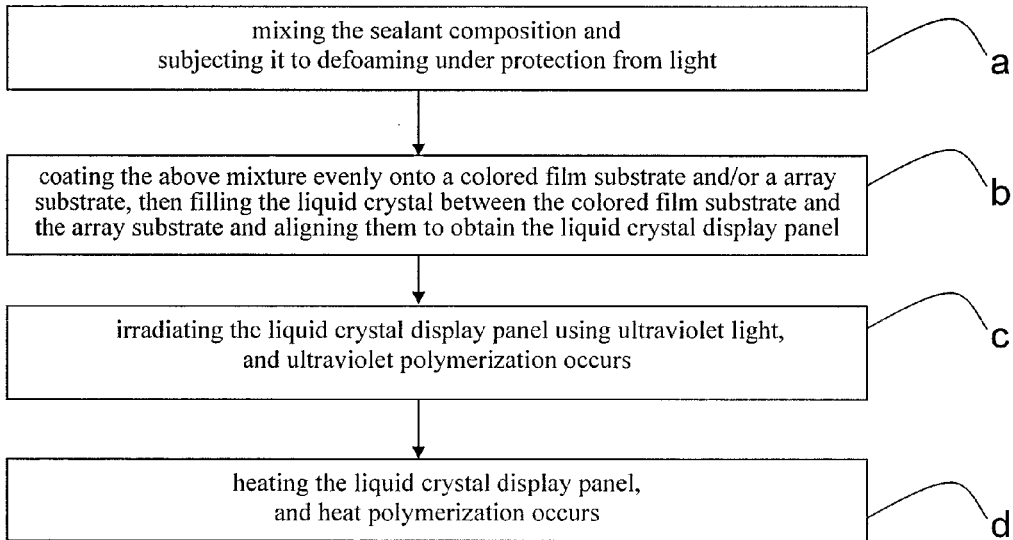 mixing the sealant composition and
subjecting it to defoaming under protection from light
a
coating the above mixture evenly onto a colored film substrate and/or a array
substrate, then filling the liquid crystal between the colored film substrate and
the array substrate and aligning them to obtain the liquid crystal display panel
b
irradiating the liquid crystal display panel using ultraviolet light,
and ultraviolet polymerization occurs
c
heating the liquid crystal display panel,
and heat polymerization occurs
d